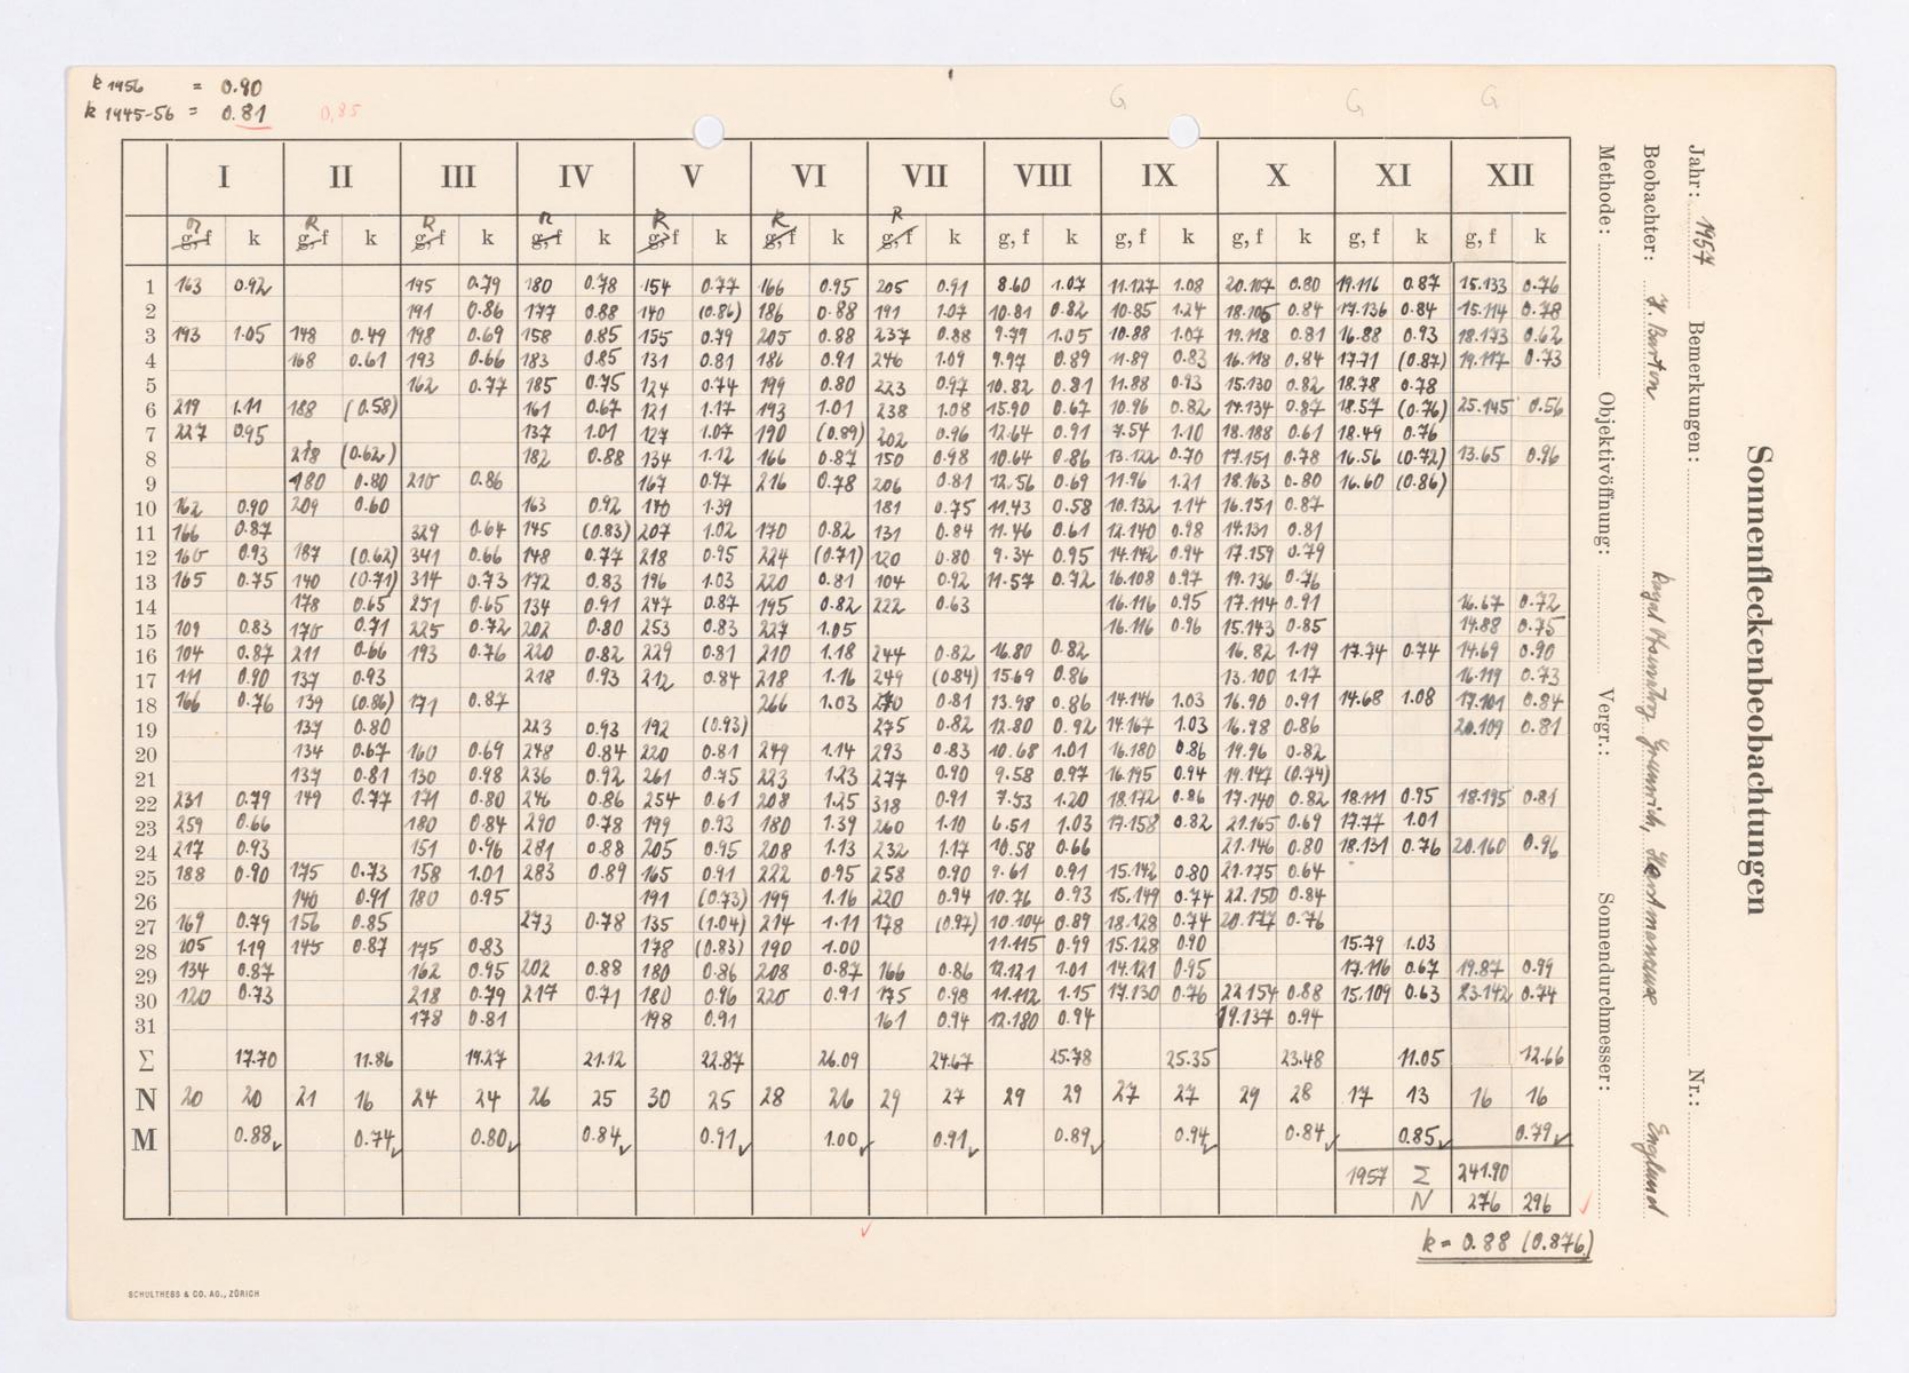 k 1956 = 0.90
k 1945-56 = 0.81 0,85
G G G
I II III IV V VI VII VIII IX X XI XII
R R R R R R R
g, f k g, f k g, f k g, f k g, f k g, f k g, f k g, f k g, f k g, f k g, f k g, f k
1 163 0.92 195 0.79 180 0.78 154 0.77 166 0.95 205 0.91 8.60 1.07 11.127 1.08 20.107 0.80 19.116 0.87 15.133 0.76
2 191 0.86 177 0.88 140 (0.86) 186 0.88 191 1.07 10.81 0.82 10.85 1.24 18.105 0.84 17.136 0.84 15.114 0.78
3 193 1.05 148 0.49 198 0.69 158 0.85 155 0.79 205 0.88 237 0.88 9.79 1.05 10.88 1.07 19.118 0.81 16.88 0.93 18.173 0.62
4 168 0.61 193 0.66 183 0.85 131 0.81 186 0.91 246 1.09 9.97 0.89 11.89 0.83 16.118 0.84 17.71 (0.87) 19.117 0.73
5 162 0.77 185 0.75 124 0.74 199 0.80 223 0.97 10.82 0.81 11.88 0.93 15.130 0.82 18.78 0.78
6 219 1.11 188 (0.58) 161 0.67 121 1.17 193 1.01 238 1.08 15.90 0.67 10.96 0.82 14.134 0.87 18.57 (0.76) 25.145 0.56
7 227 0.95 137 1.01 127 1.07 190 (0.89) 202 0.96 12.64 0.91 7.54 1.10 18.188 0.61 18.49 0.76
8 218 (0.62) 182 0.88 134 1.12 166 0.87 150 0.98 10.64 0.86 13.122 0.70 17.151 0.78 16.56 (0.72) 13.65 0.96
9 180 0.80 210 0.86 167 0.97 216 0.78 206 0.81 12.56 0.69 11.96 1.21 18.163 0.80 16.60 (0.86)
10 162 0.90 209 0.60 163 0.92 140 1.39 181 0.75 11.43 0.58 10.132 1.14 16.151 0.87
11 166 0.87 329 0.64 145 (0.83) 207 1.02 170 0.82 131 0.84 11.46 0.61 12.140 0.98 14.131 0.81
12 160 0.93 187 (0.62) 341 0.66 148 0.77 218 0.95 224 (0.71) 120 0.80 9.34 0.95 14.142 0.94 17.159 0.79
13 165 0.75 140 (0.71) 314 0.73 172 0.83 196 1.03 220 0.81 104 0.92 11.57 0.72 16.108 0.97 19.136 0.76
14 178 0.65 251 0.65 134 0.91 247 0.87 195 0.82 222 0.63 16.116 0.95 17.114 0.91 16.67 0.72
15 109 0.83 170 0.71 225 0.72 202 0.80 253 0.83 227 1.05 16.116 0.96 15.143 0.85 14.88 0.75
16 104 0.87 211 0.66 193 0.76 220 0.82 229 0.81 210 1.18 244 0.82 16.80 0.82 16.82 1.19 17.74 0.74 14.69 0.90
17 111 0.90 137 0.93 218 0.93 212 0.84 218 1.16 249 (0.84) 15.69 0.86 13.100 1.17 16.119 0.73
18 166 0.76 139 (0.86) 171 0.87 266 1.03 270 0.81 13.98 0.86 14.146 1.03 16.90 0.91 14.68 1.08 17.101 0.84
19 137 0.80 223 0.93 192 (0.93) 275 0.82 12.80 0.92 14.167 1.03 16.98 0.86 20.109 0.81
20 134 0.67 160 0.69 248 0.84 220 0.81 249 1.14 293 0.83 10.68 1.01 16.180 0.86 19.96 0.82
21 137 0.81 130 0.98 236 0.92 261 0.75 223 1.23 277 0.90 9.58 0.97 16.195 0.94 19.147 (0.74)
22 231 0.79 149 0.77 171 0.80 246 0.86 254 0.61 208 1.25 318 0.91 7.53 1.20 18.172 0.86 17.140 0.82 18.111 0.95 18.195 0.81
23 259 0.66 180 0.84 290 0.78 199 0.93 180 1.39 260 1.10 6.51 1.03 17.158 0.82 21.165 0.69 17.77 1.01
24 217 0.93 151 0.96 281 0.88 205 0.95 208 1.13 232 1.17 10.58 0.66 21.146 0.80 18.131 0.76 20.160 0.96
25 188 0.90 175 0.73 158 1.01 283 0.89 165 0.91 222 0.95 258 0.90 9.61 0.91 15.142 0.80 21.175 0.64
26 140 0.91 180 0.95 191 (0.73) 199 1.16 220 0.94 10.76 0.93 15.149 0.74 22.150 0.84
27 169 0.79 156 0.85 273 0.78 135 (1.04) 214 1.11 178 (0.97) 10.104 0.89 18.128 0.74 20.177 0.76
28 105 1.19 145 0.87 175 0.83 178 (0.83) 190 1.00 11.115 0.99 15.128 0.90 15.79 1.03
29 134 0.87 162 0.95 202 0.88 180 0.86 208 0.87 166 0.86 12.121 1.01 14.121 0.95 17.116 0.67 19.87 0.99
30 120 0.73 218 0.79 217 0.71 180 0.96 220 0.91 175 0.98 11.112 1.15 17.130 0.76 22.154 0.88 15.109 0.63 23.142 0.74
31 178 0.81 198 0.91 161 0.94 12.180 0.94 19.137 0.94
Σ 17.70 11.86 19.27 21.12 22.87 26.09 24.67 25.78 25.35 23.48 11.05 12.66
N 20 20 21 16 24 24 26 25 30 25 28 26 29 27 29 29 27 27 29 28 17 13 16 16
M 0.88 0.74 0.80 0.84 0.91 1.00 0.91 0.89 0.94 0.84 0.85 0.79
1957 Σ 241.90
N 276 296
k = 0.88 (0.876)
SCHULTHESS & CO. AG., ZÜRICH
Sonnenfleckenbeobachtungen
Jahr: 1957 Bemerkungen: Nr.:
Beobachter: H. Barton Royal Greenwich, Herstmonceux England
Methode: Objektivöffnung: Vergr.: Sonnendurchmesser: